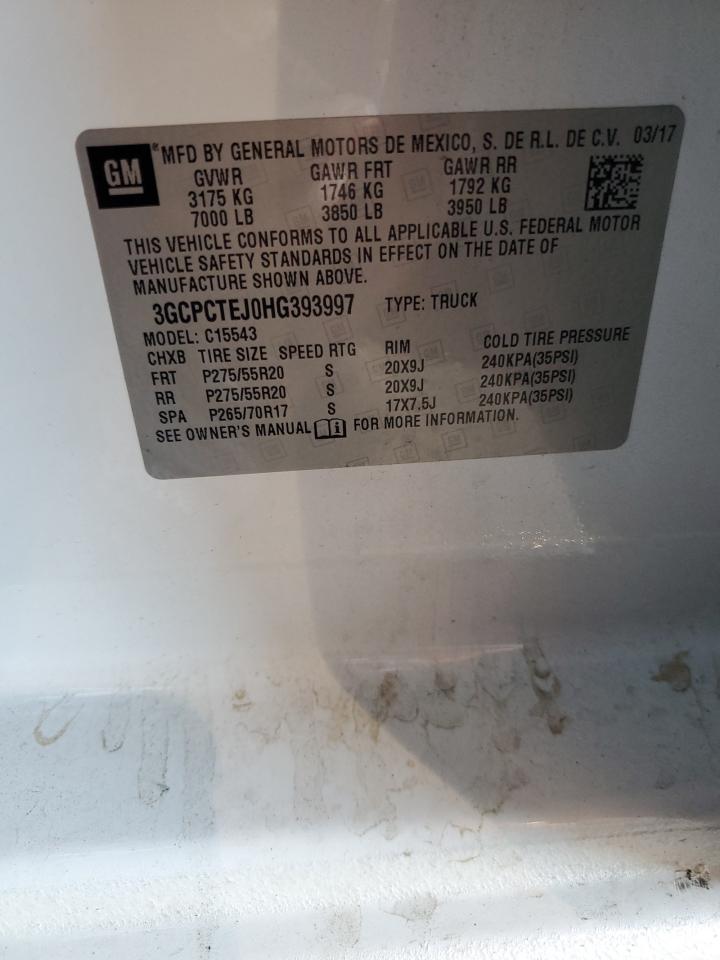 GM ®MFD BY GENERAL MOTORS DE MEXICO, S. DE R.L. DE C.V. 03/17
GVWR GAWR FRT GAWR RR
3175 KG 1746 KG 1792 KG
7000 LB 3850 LB 3950 LB
THIS VEHICLE CONFORMS TO ALL APPLICABLE U.S. FEDERAL MOTOR
VEHICLE SAFETY STANDARDS IN EFFECT ON THE DATE OF
MANUFACTURE SHOWN ABOVE.
3GCPCTEJ0HG393997 TYPE: TRUCK
MODEL: C15543
CHXB TIRE SIZE SPEED RTG RIM COLD TIRE PRESSURE
FRT P275/55R20 S 20X9J 240KPA(35PSI)
RR P275/55R20 S 20X9J 240KPA(35PSI)
SPA P265/70R17 S 17X7.5J 240KPA(35PSI)
SEE OWNER'S MANUAL FOR MORE INFORMATION.